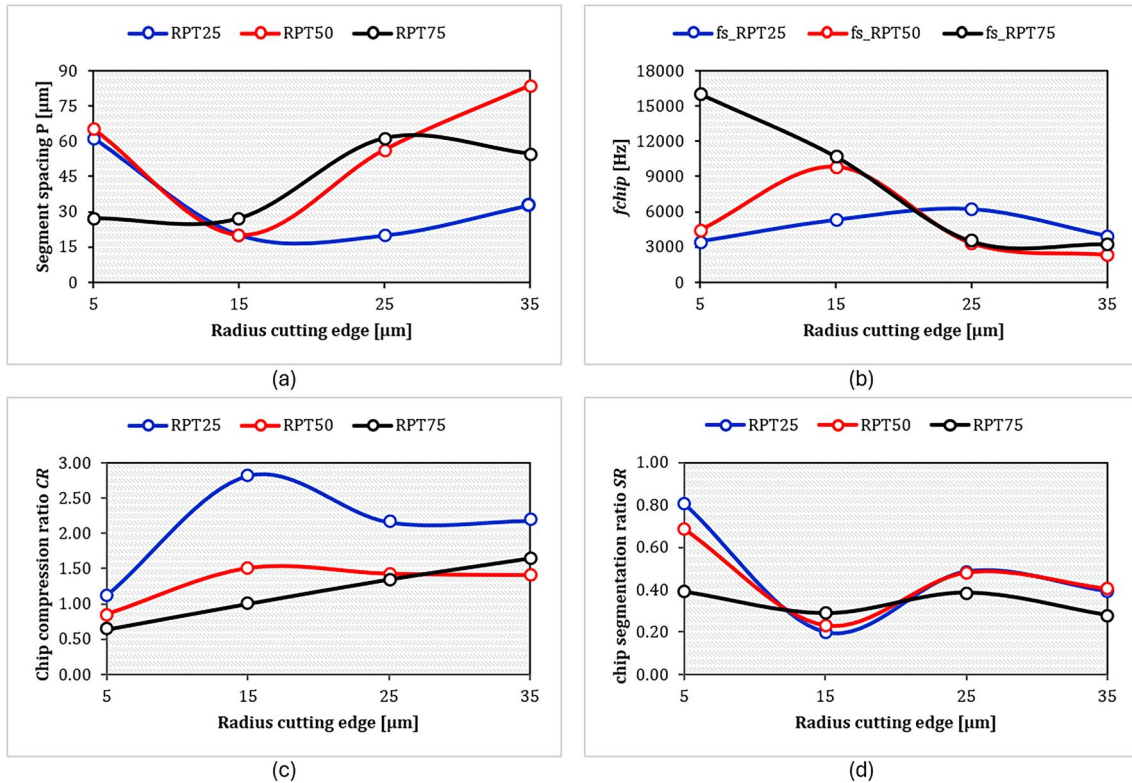 RPT25 RPT50 RPT75
90
75
60
45
30
15
0
Segment spacing P [µm]
5 15 25 35
Radius cutting edge [µm]
(a)
fs_RPT25 fs_RPT50 fs_RPT75
18000
15000
12000
9000
6000
3000
0
fchip [Hz]
5 15 25 35
Radius cutting edge [µm]
(b)
RPT25 RPT50 RPT75
3.00
2.50
2.00
1.50
1.00
0.50
0.00
Chip compression ratio CR
5 15 25 35
Radius cutting edge [µm]
(c)
RPT25 RPT50 RPT75
1.00
0.80
0.60
0.40
0.20
0.00
chip segmentation ratio SR
5 15 25 35
Radius cutting edge [µm]
(d)